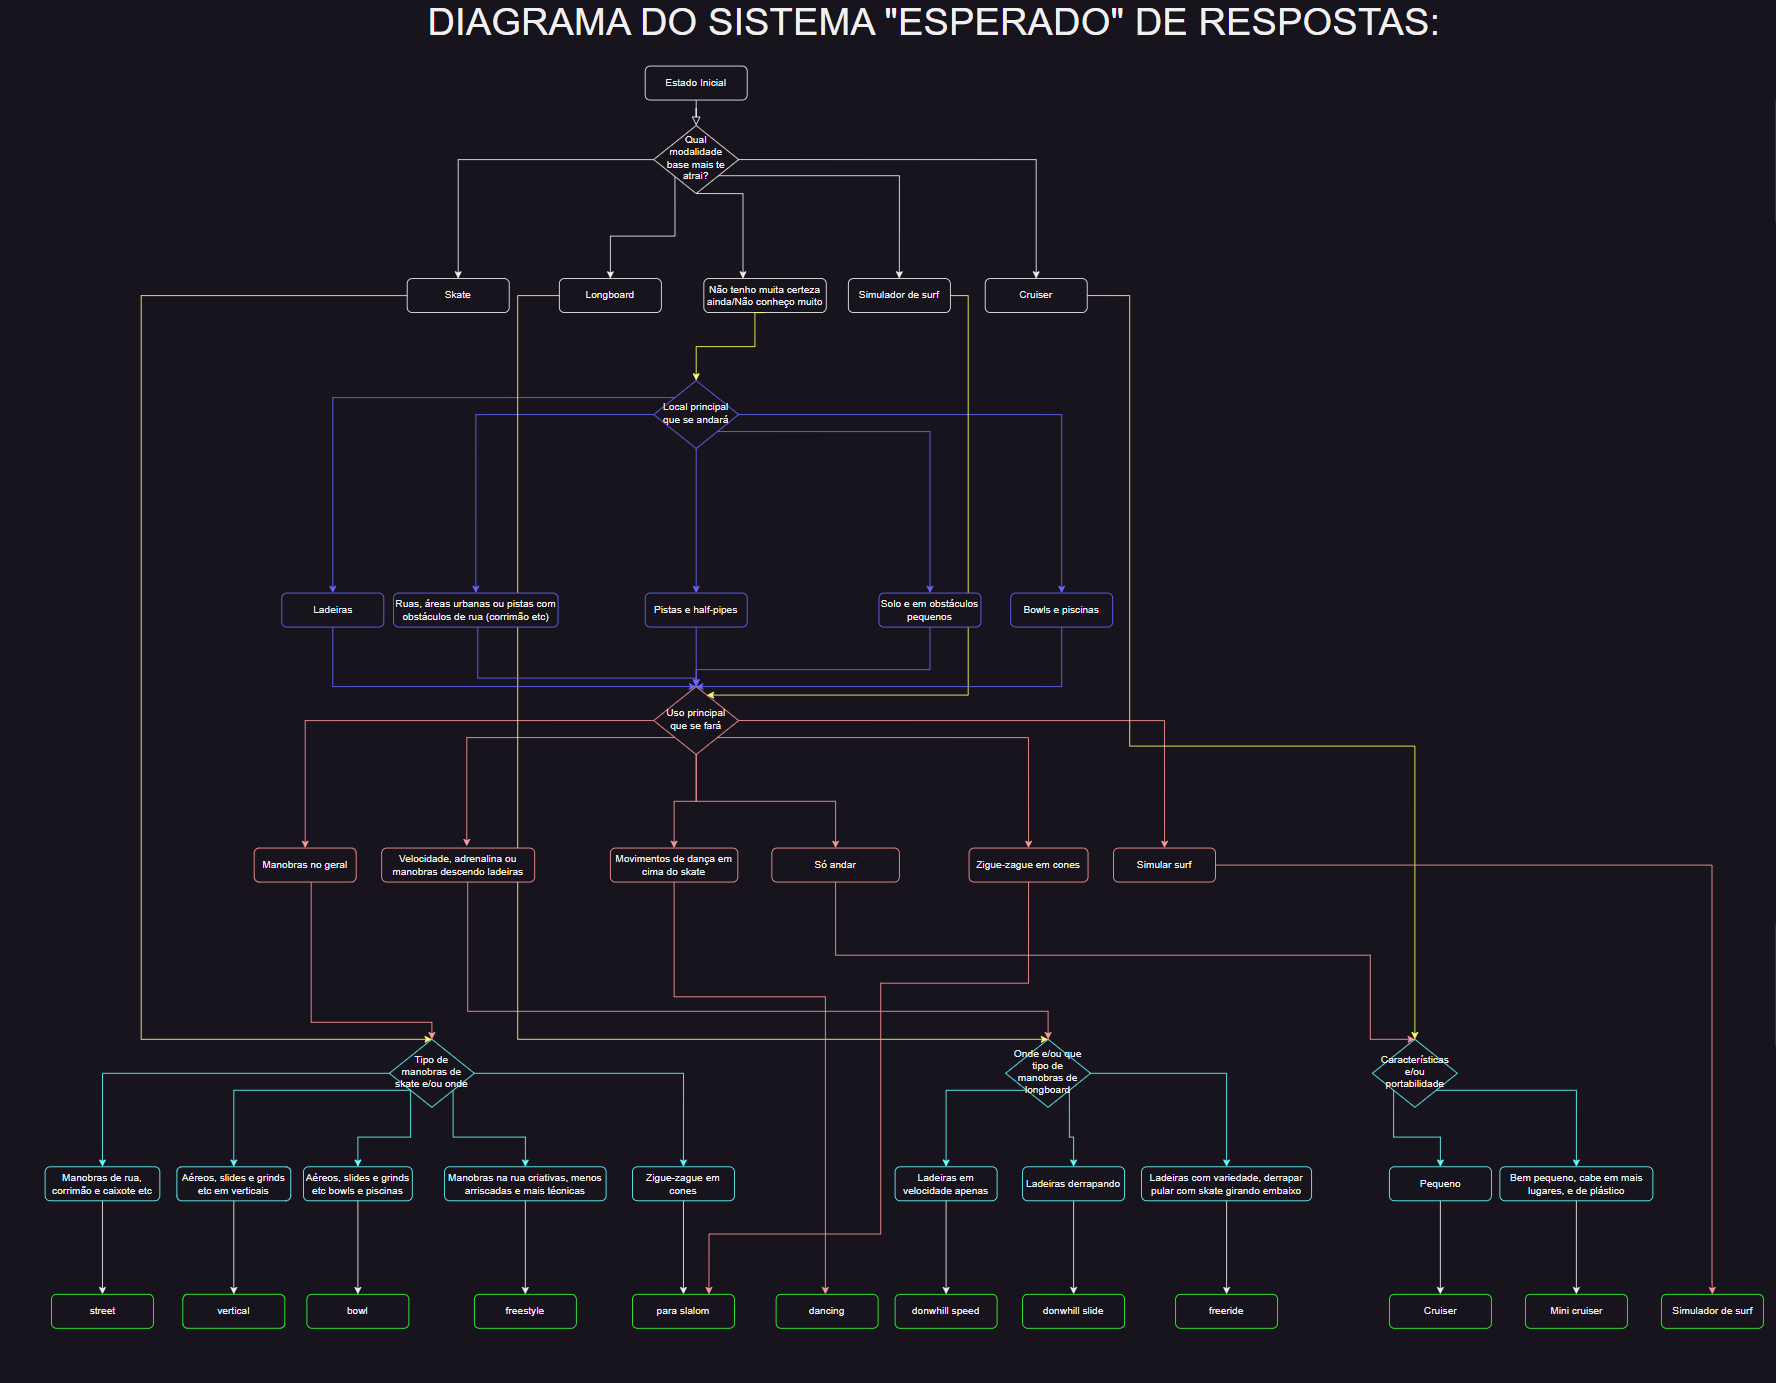 DIAGRAMA DO SISTEMA "ESPERADO" DE RESPOSTAS:
Estado Inicial
Qual
modalidade
base mais te
atrai?
Skate
Longboard
Não tenho muita certeza
ainda/Não conheço muito
Simulador de surf
Cruiser
Local principal
que se andará
Ladeiras
Ruas, áreas urbanas ou pistas com
obstáculos de rua (corrimão etc)
Pistas e half-pipes
Solo e em obstáculos
pequenos
Bowls e piscinas
Uso principal
que se fará
Manobras no geral
Velocidade, adrenalina ou
manobras descendo ladeiras
Movimentos de dança em
cima do skate
Só andar
Zigue-zague em cones
Simular surf
Tipo de
manobras de
skate e/ou onde
Onde e/ou que
tipo de
manobras de
longboard
Características
e/ou
portabilidade
Manobras de rua,
corrimão e caixote etc
Aéreos, slides e grinds
etc em verticais
Aéreos, slides e grinds
etc bowls e piscinas
Manobras na rua criativas, menos
arriscadas e mais técnicas
Zigue-zague em
cones
Ladeiras em
velocidade apenas
Ladeiras derrapando
Ladeiras com variedade, derrapar
pular com skate girando embaixo
Pequeno
Bem pequeno, cabe em mais
lugares, e de plástico
street
vertical
bowl
freestyle
para slalom
dancing
donwhill speed
donwhill slide
freeride
Cruiser
Mini cruiser
Simulador de surf